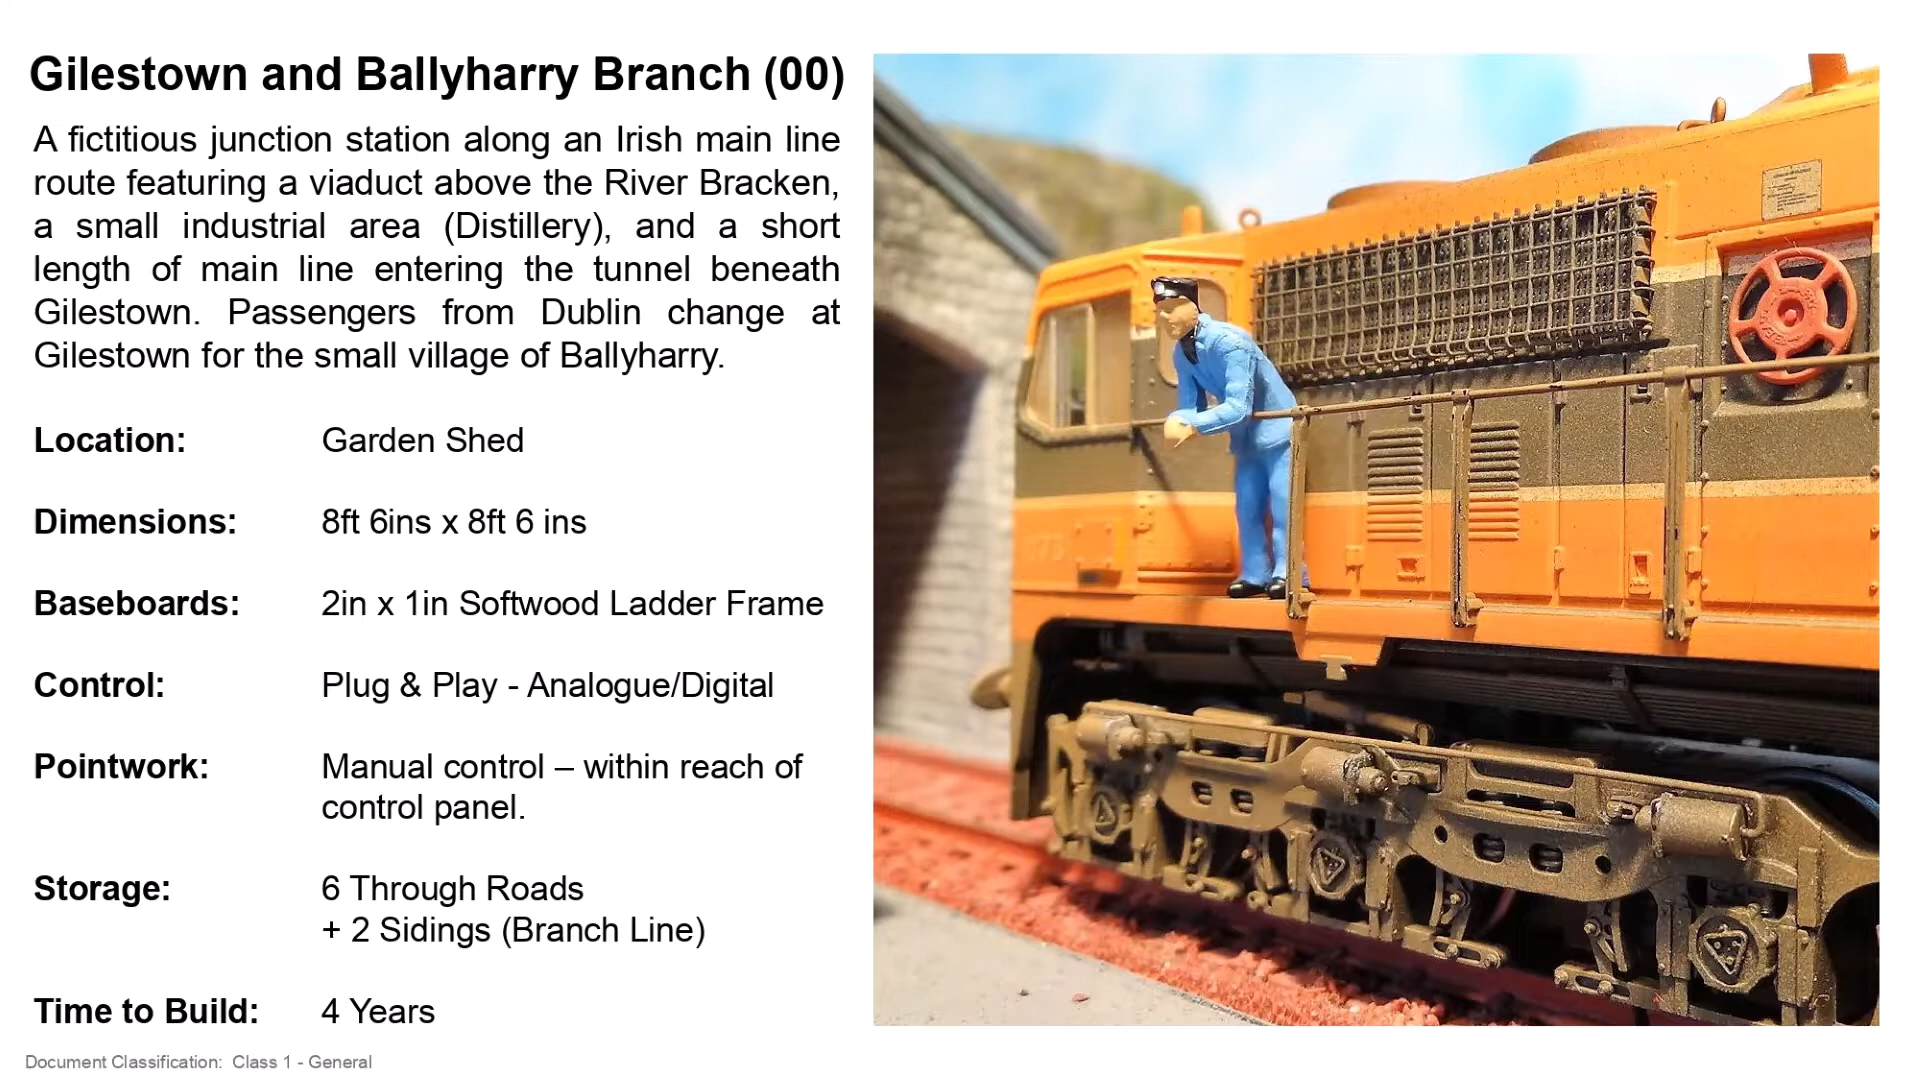 Gilestown and Ballyharry Branch (00)
A fictitious junction station along an Irish main line
route featuring a viaduct above the River Bracken,
a small industrial area (Distillery), and a short
length of main line entering the tunnel beneath
Gilestown. Passengers from Dublin change at
Gilestown for the small village of Ballyharry.
Location: Garden Shed
Dimensions: 8ft 6ins x 8ft 6 ins
Baseboards: 2in x 1in Softwood Ladder Frame
Control: Plug & Play - Analogue/Digital
Pointwork: Manual control – within reach of
control panel.
Storage: 6 Through Roads
+ 2 Sidings (Branch Line)
Time to Build: 4 Years
Document Classification: Class 1 - General